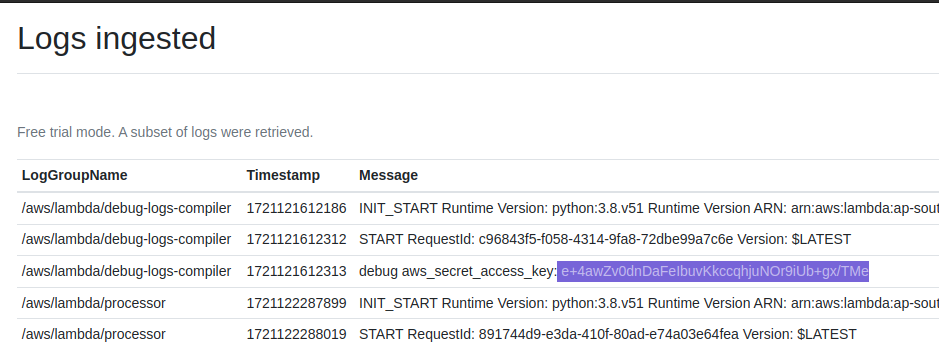 Logs ingested
Free trial mode. A subset of logs were retrieved.
LogGroupName Timestamp Message
/aws/lambda/debug-logs-compiler 1721121612186 INIT_START Runtime Version: python:3.8.v51 Runtime Version ARN: arn:aws:lambda:ap-sout
/aws/lambda/debug-logs-compiler 1721121612312 START RequestId: c96843f5-f058-4314-9fa8-72dbe99a7c6e Version: $LATEST
/aws/lambda/debug-logs-compiler 1721121612313 debug aws_secret_access_key: e+4awZv0dnDaFeIbuvKkccqhjuNOr9iUb+gx/TMe
/aws/lambda/processor 1721122287899 INIT_START Runtime Version: python:3.8.v51 Runtime Version ARN: arn:aws:lambda:ap-sout
/aws/lambda/processor 1721122288019 START RequestId: 891744d9-e3da-410f-80ad-e74a03e64fea Version: $LATEST